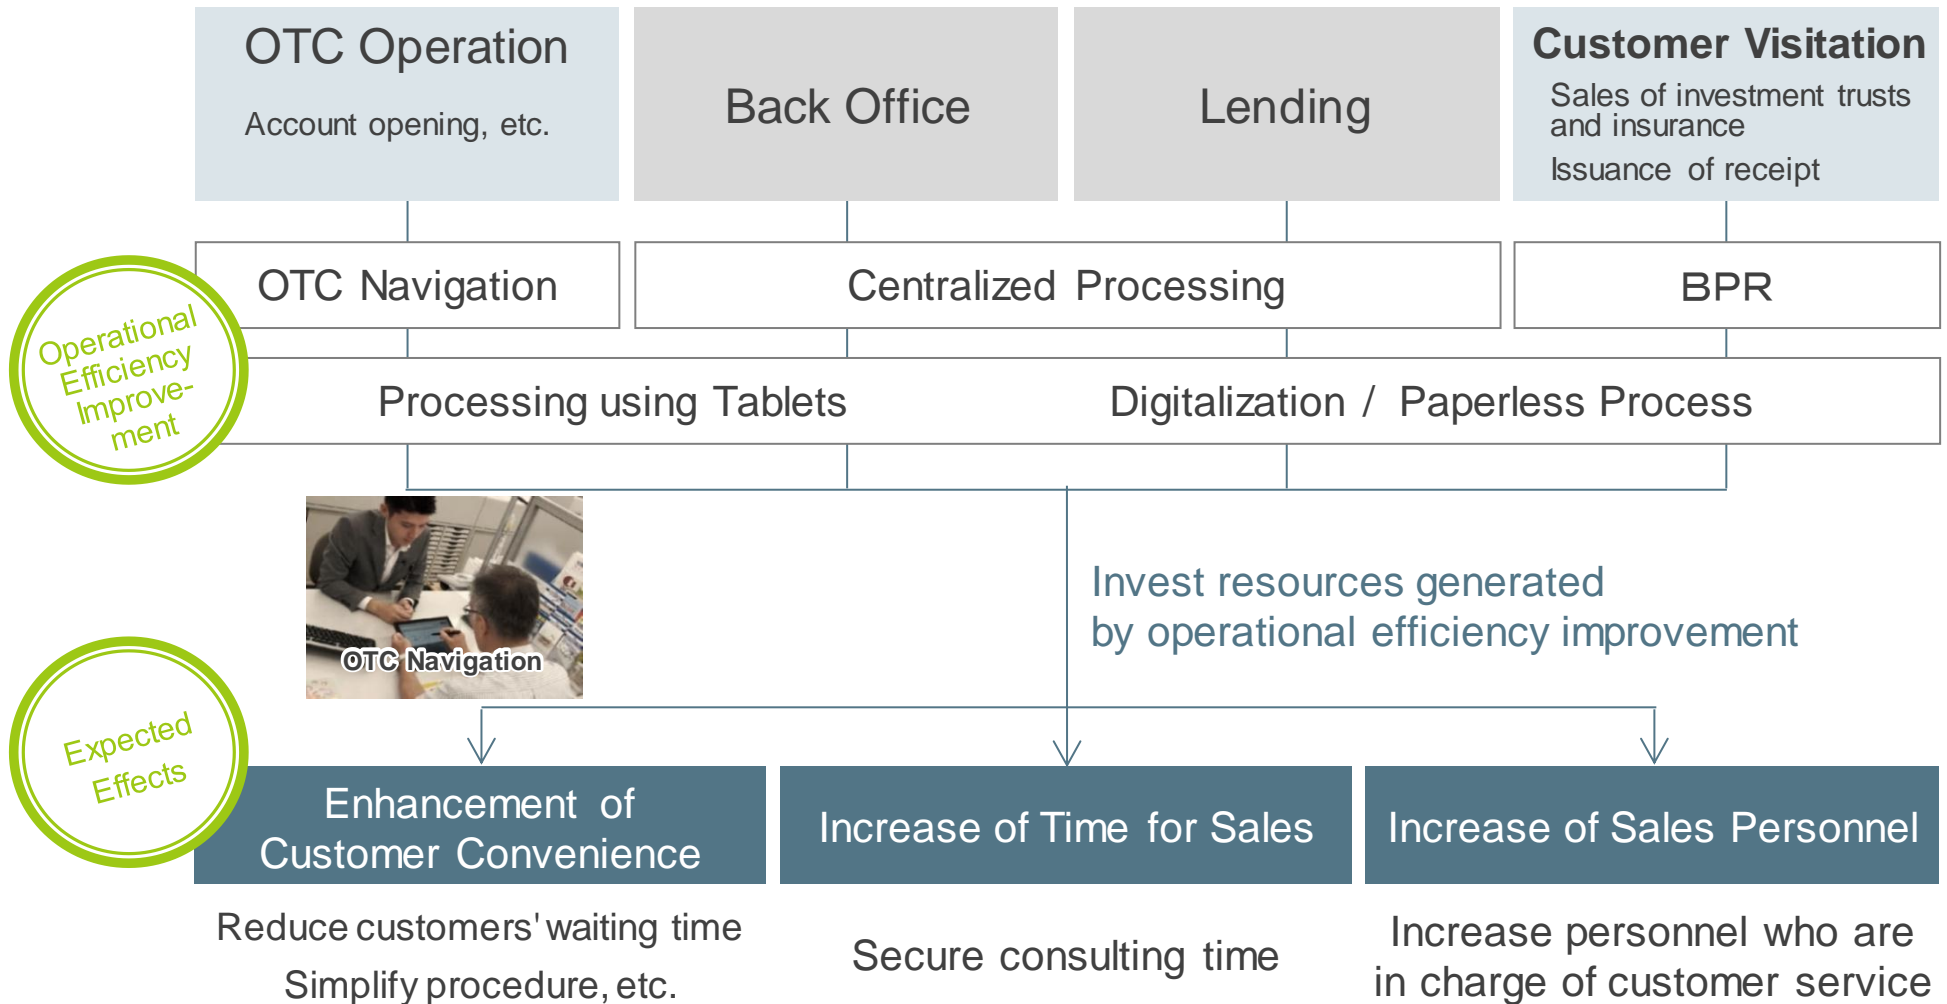 OTC Operation
Account opening, etc.
Back Office
Lending
Customer Visitation
Sales of investment trusts
and insurance
Issuance of receipt
OTC Navigation
Centralized Processing
BPR
Operational
Efficiency
Improve-
ment
Processing using Tablets
Digitalization / Paperless Process
OTC Navigation
Invest resources generated
by operational efficiency improvement
Expected
Effects
Enhancement of
Customer Convenience
Increase of Time for Sales
Increase of Sales Personnel
Reduce customers' waiting time
Simplify procedure, etc.
Secure consulting time
Increase personnel who are
in charge of customer service